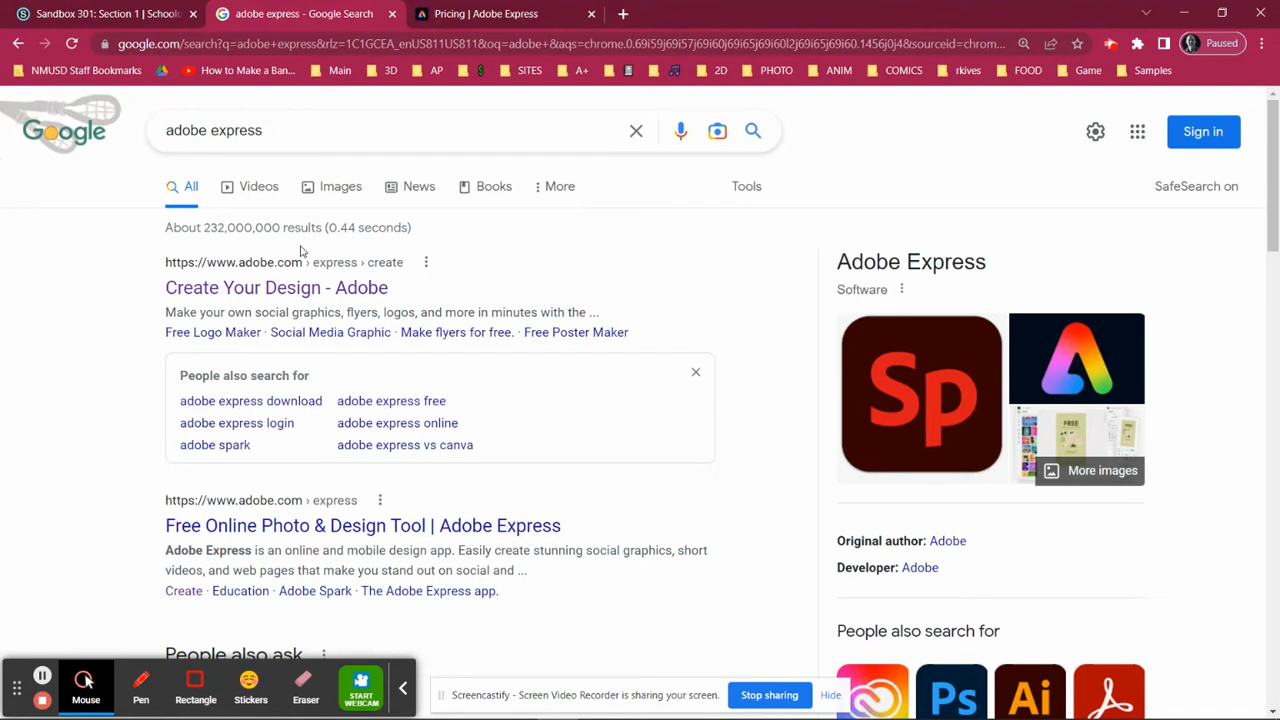 Sandbox 301: Section 1 | Schoolo
adobe express - Google Search
Pricing | Adobe Express
google.com/search?q=adobe+express&rlz=1C1GCEA_enUS811US811&oq=adobe+&aqs=chrome.0.69i59j69i57j69i60j69i60l2j69i65j69i60.1456j0j4&sourceid=chrom...
Paused
NMUSD Staff Bookmarks
How to Make a Ban...
Main
3D
AP
SITES
A+
2D
PHOTO
ANIM
COMICS
rkives
FOOD
Game
Samples
Google
adobe express
Sign in
All
Videos
Images
News
Books
More
Tools
SafeSearch on
About 232,000,000 results (0.44 seconds)
https://www.adobe.com › express › create
Create Your Design - Adobe
Make your own social graphics, flyers, logos, and more in minutes with the ...
Free Logo Maker · Social Media Graphic · Make flyers for free. · Free Poster Maker
People also search for
adobe express download adobe express free
adobe express login adobe express online
adobe spark adobe express vs canva
https://www.adobe.com › express
Free Online Photo & Design Tool | Adobe Express
Adobe Express is an online and mobile design app. Easily create stunning social graphics, short
videos, and web pages that make you stand out on social and ...
Create · Education · Adobe Spark · The Adobe Express app.
People also ask
Adobe Express
Software
Sp
FREE
More images
Original author: Adobe
Developer: Adobe
People also search for
Ps
Ai
Mouse
Pen
Rectangle
Stickers
Eraser
START
WEBCAM
Screencastify - Screen Video Recorder is sharing your screen.
Stop sharing
Hide